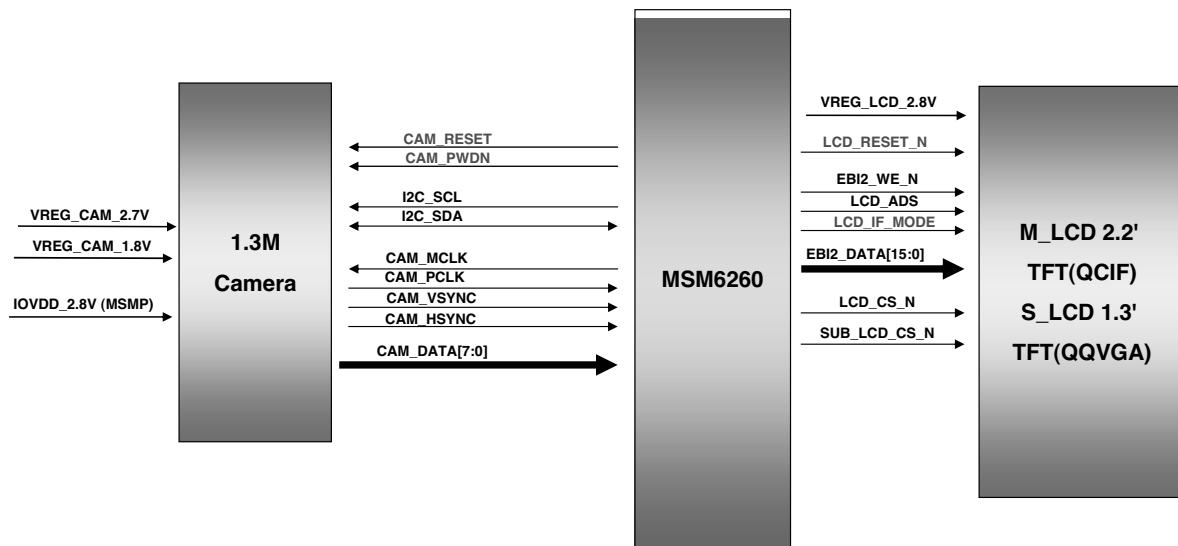 VREG_CAM_2.7V
VREG_CAM_1.8V
IOVDD_2.8V (MSMP)
1.3M
Camera
CAM_RESET
CAM_PWDN
I2C_SCL
I2C_SDA
CAM_MCLK
CAM_PCLK
CAM_VSYNC
CAM_HSYNC
CAM_DATA[7:0]
MSM6260
VREG_LCD_2.8V
LCD_RESET_N
EBI2_WE_N
LCD_ADS
LCD_IF_MODE
EBI2_DATA[15:0]
LCD_CS_N
SUB_LCD_CS_N
M_LCD 2.2'
TFT(QCIF)
S_LCD 1.3'
TFT(QQVGA)